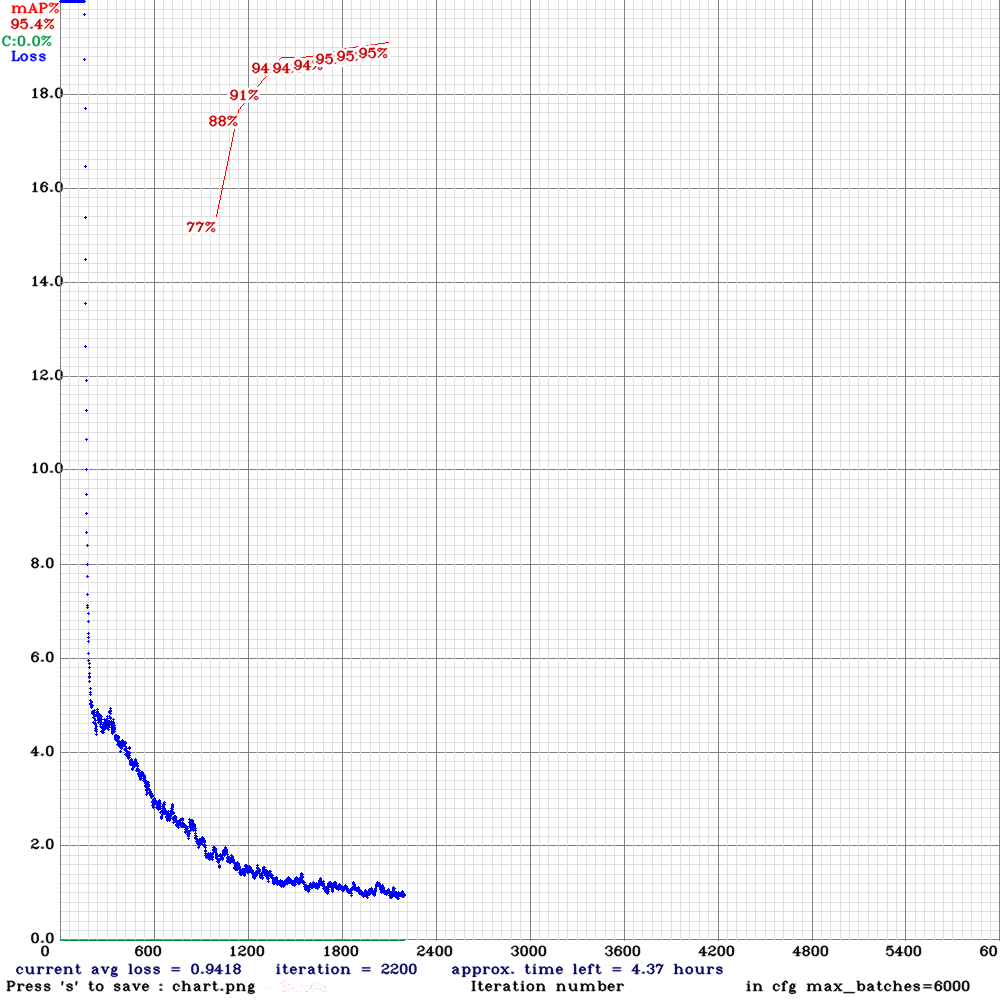 mAP%
95.4%
C:0.0%
Loss
95% 95% 95%
94% 94% 94%
91%
88%
77%
18.0
16.0
14.0
12.0
10.0
8.0
6.0
4.0
2.0
0.0
0 600 1200 1800 2400 3000 3600 4200 4800 5400 60
current avg loss = 0.9418 iteration = 2200 approx. time left = 4.37 hours
Press 's' to save : chart.png Iteration number in cfg max_batches=6000